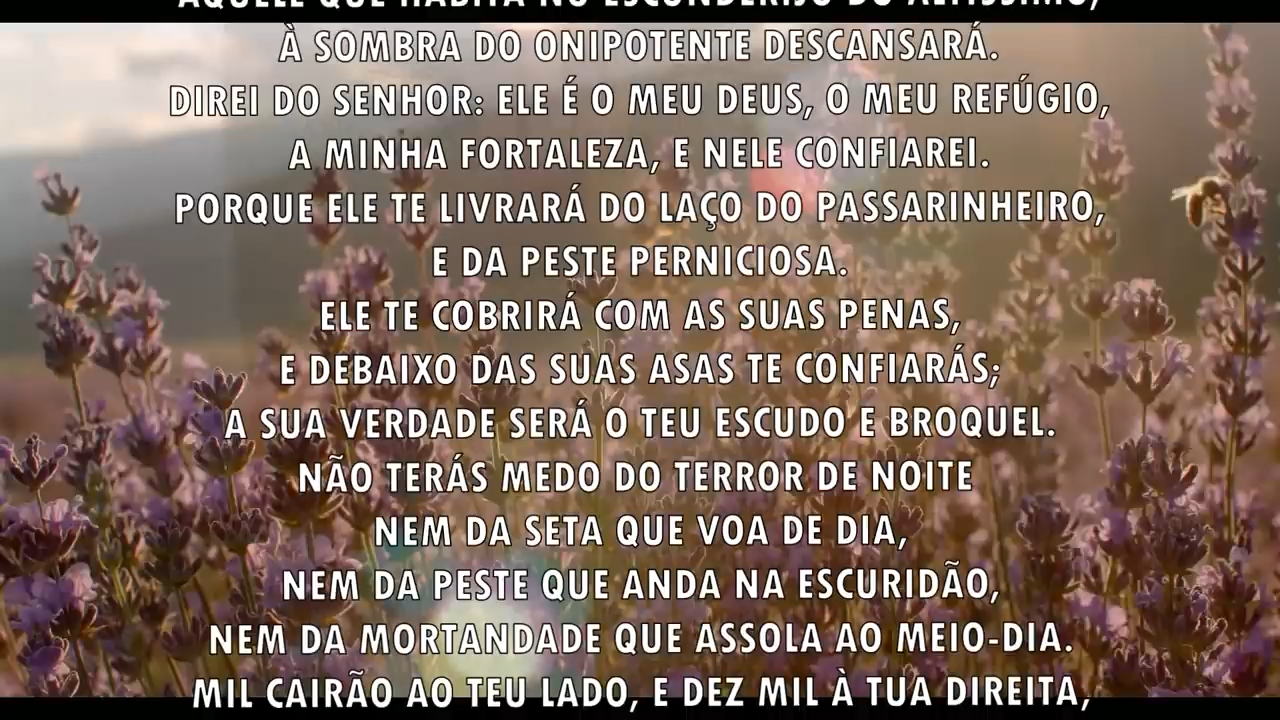 AQUELE QUE HABITA NO ESCONDERIJO DO ALTÍSSIMO,
À SOMBRA DO ONIPOTENTE DESCANSARÁ.
DIREI DO SENHOR: ELE É O MEU DEUS, O MEU REFÚGIO,
A MINHA FORTALEZA, E NELE CONFIAREI.
PORQUE ELE TE LIVRARÁ DO LAÇO DO PASSARINHEIRO,
E DA PESTE PERNICIOSA.
ELE TE COBRIRÁ COM AS SUAS PENAS,
E DEBAIXO DAS SUAS ASAS TE CONFIARÁS;
A SUA VERDADE SERÁ O TEU ESCUDO E BROQUEL.
NÃO TERÁS MEDO DO TERROR DE NOITE
NEM DA SETA QUE VOA DE DIA,
NEM DA PESTE QUE ANDA NA ESCURIDÃO,
NEM DA MORTANDADE QUE ASSOLA AO MEIO-DIA.
MIL CAIRÃO AO TEU LADO, E DEZ MIL À TUA DIREITA,